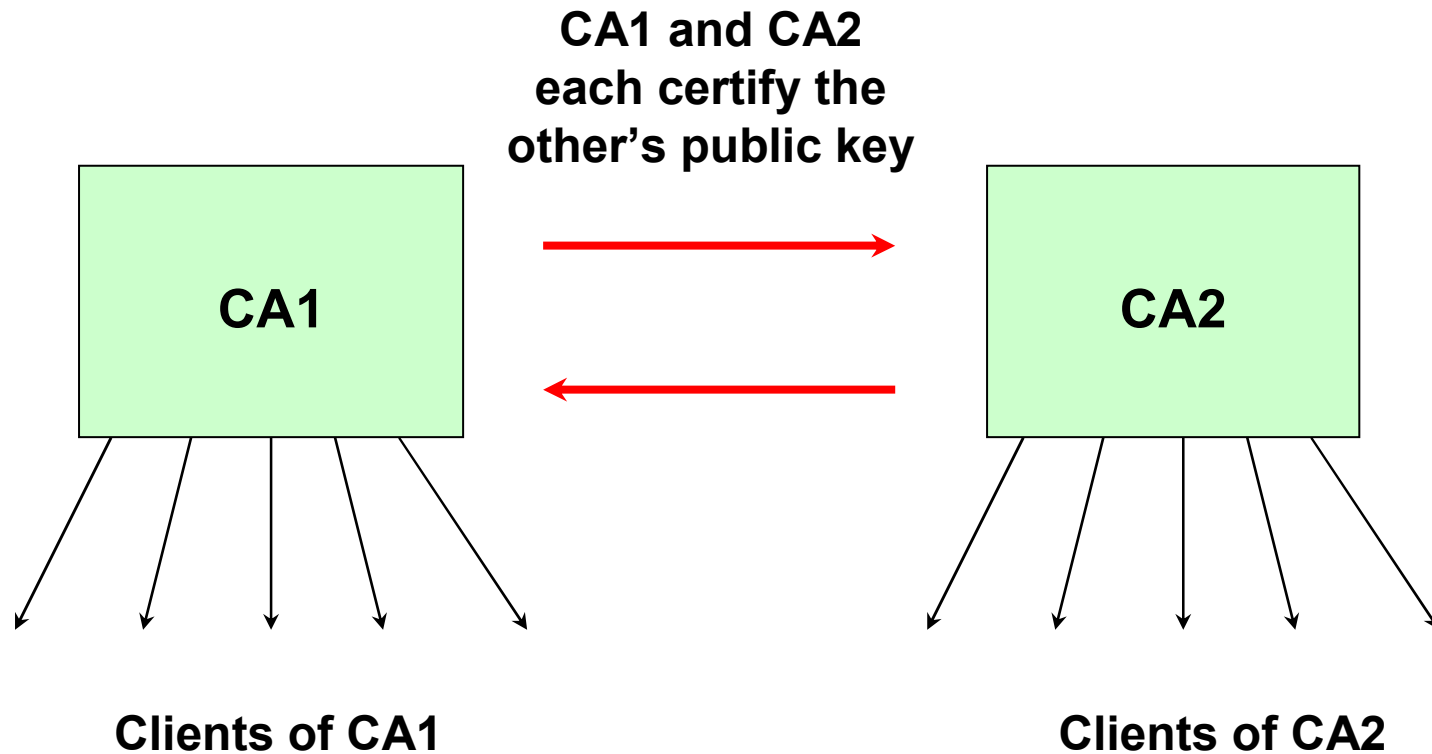 CA1 and CA2
each certify the
other’s public key
CA1
CA2
Clients of CA1
Clients of CA2